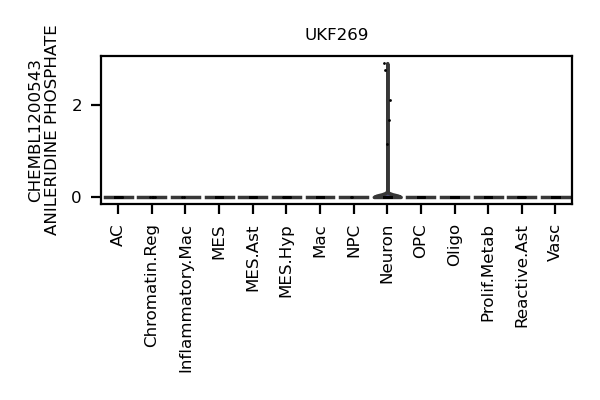 UKF269
CHEMBL1200543
ANILERIDINE PHOSPHATE
2
0
AC
Chromatin.Reg
Inflammatory.Mac
MES
MES.Ast
MES.Hyp
Mac
NPC
Neuron
OPC
Oligo
Prolif.Metab
Reactive.Ast
Vasc